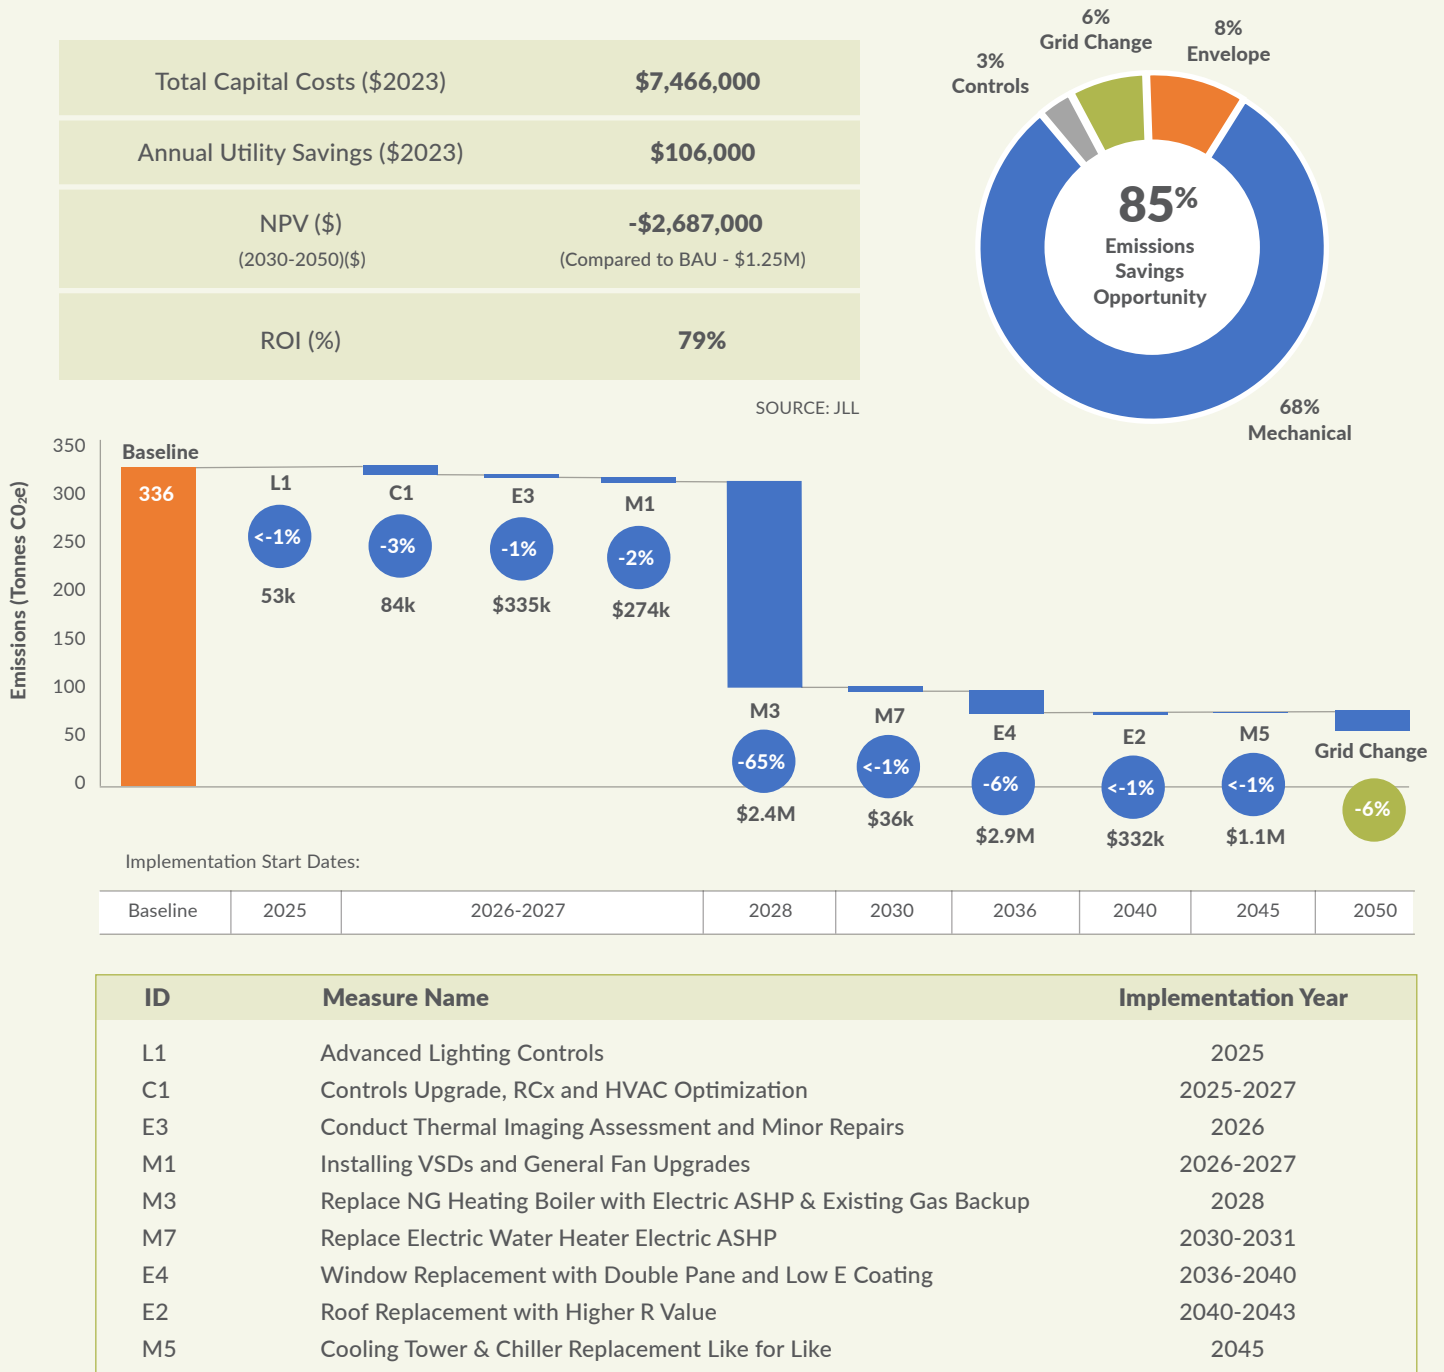 Total Capital Costs ($2023) $7,466,000
Annual Utility Savings ($2023) $106,000
NPV ($) -$2,687,000
(2030-2050)($) (Compared to BAU - $1.25M)
ROI (%) 79%
SOURCE: JLL
6%
Grid Change
8%
Envelope
3%
Controls
85%
Emissions
Savings
Opportunity
68%
Mechanical
Emissions (Tonnes C0₂e)
350
300
250
200
150
100
50
0
Baseline
336
L1
<-1%
53k
C1
-3%
84k
E3
-1%
$335k
M1
-2%
$274k
M3
-65%
$2.4M
M7
<-1%
$36k
E4
-6%
$2.9M
E2
<-1%
$332k
M5
<-1%
$1.1M
Grid Change
-6%
Implementation Start Dates:
Baseline 2025 2026-2027 2028 2030 2036 2040 2045 2050
ID Measure Name Implementation Year
L1 Advanced Lighting Controls 2025
C1 Controls Upgrade, RCx and HVAC Optimization 2025-2027
E3 Conduct Thermal Imaging Assessment and Minor Repairs 2026
M1 Installing VSDs and General Fan Upgrades 2026-2027
M3 Replace NG Heating Boiler with Electric ASHP & Existing Gas Backup 2028
M7 Replace Electric Water Heater Electric ASHP 2030-2031
E4 Window Replacement with Double Pane and Low E Coating 2036-2040
E2 Roof Replacement with Higher R Value 2040-2043
M5 Cooling Tower & Chiller Replacement Like for Like 2045